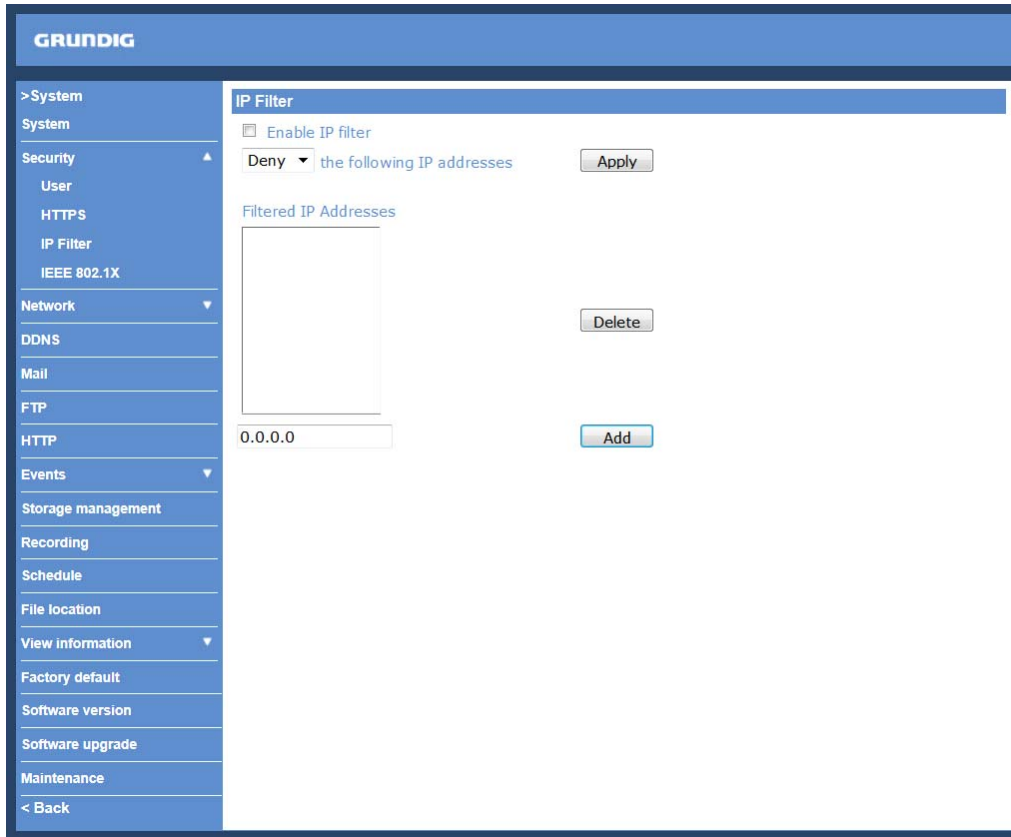 GRUNDIG
>System
System
Security
User
HTTPS
IP Filter
IEEE 802.1X
Network
DDNS
Mail
FTP
HTTP
Events
Storage management
Recording
Schedule
File location
View information
Factory default
Software version
Software upgrade
Maintenance
< Back
IP Filter
Enable IP filter
Deny the following IP addresses Apply
Filtered IP Addresses
Delete
0.0.0.0 Add